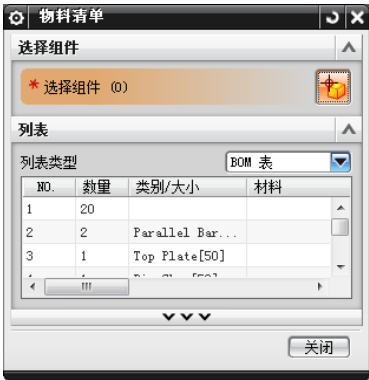 物料清单
选择组件
* 选择组件 (0)
列表
列表类型 BOM 表
NO. 数量 类别/大小 材料
1 20
2 2 Parallel Bar...
3 1 Top Plate[50]
关闭